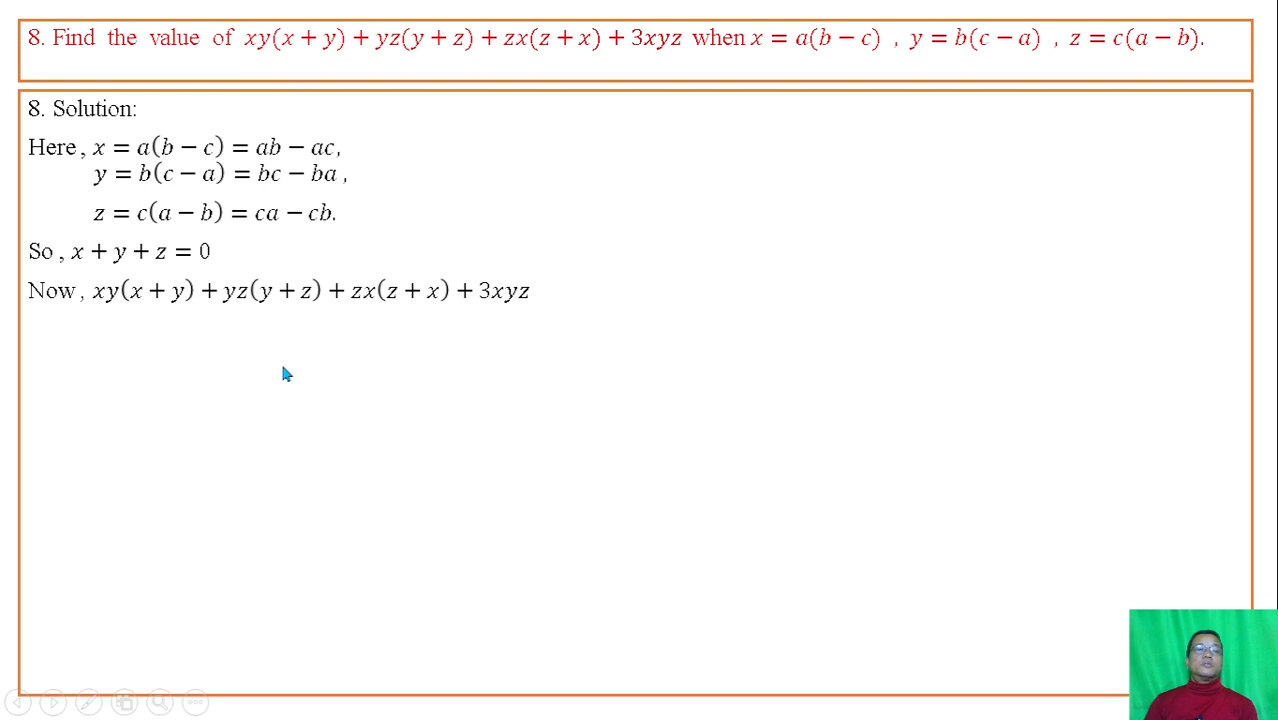 8. Find the value of xy(x + y) + yz(y + z) + zx(z + x) + 3xyz when x = a(b − c) , y = b(c − a) , z = c(a − b).
8. Solution:
Here , x = a(b − c) = ab − ac,
y = b(c − a) = bc − ba ,
z = c(a − b) = ca − cb.
So , x + y + z = 0
Now , xy(x + y) + yz(y + z) + zx(z + x) + 3xyz